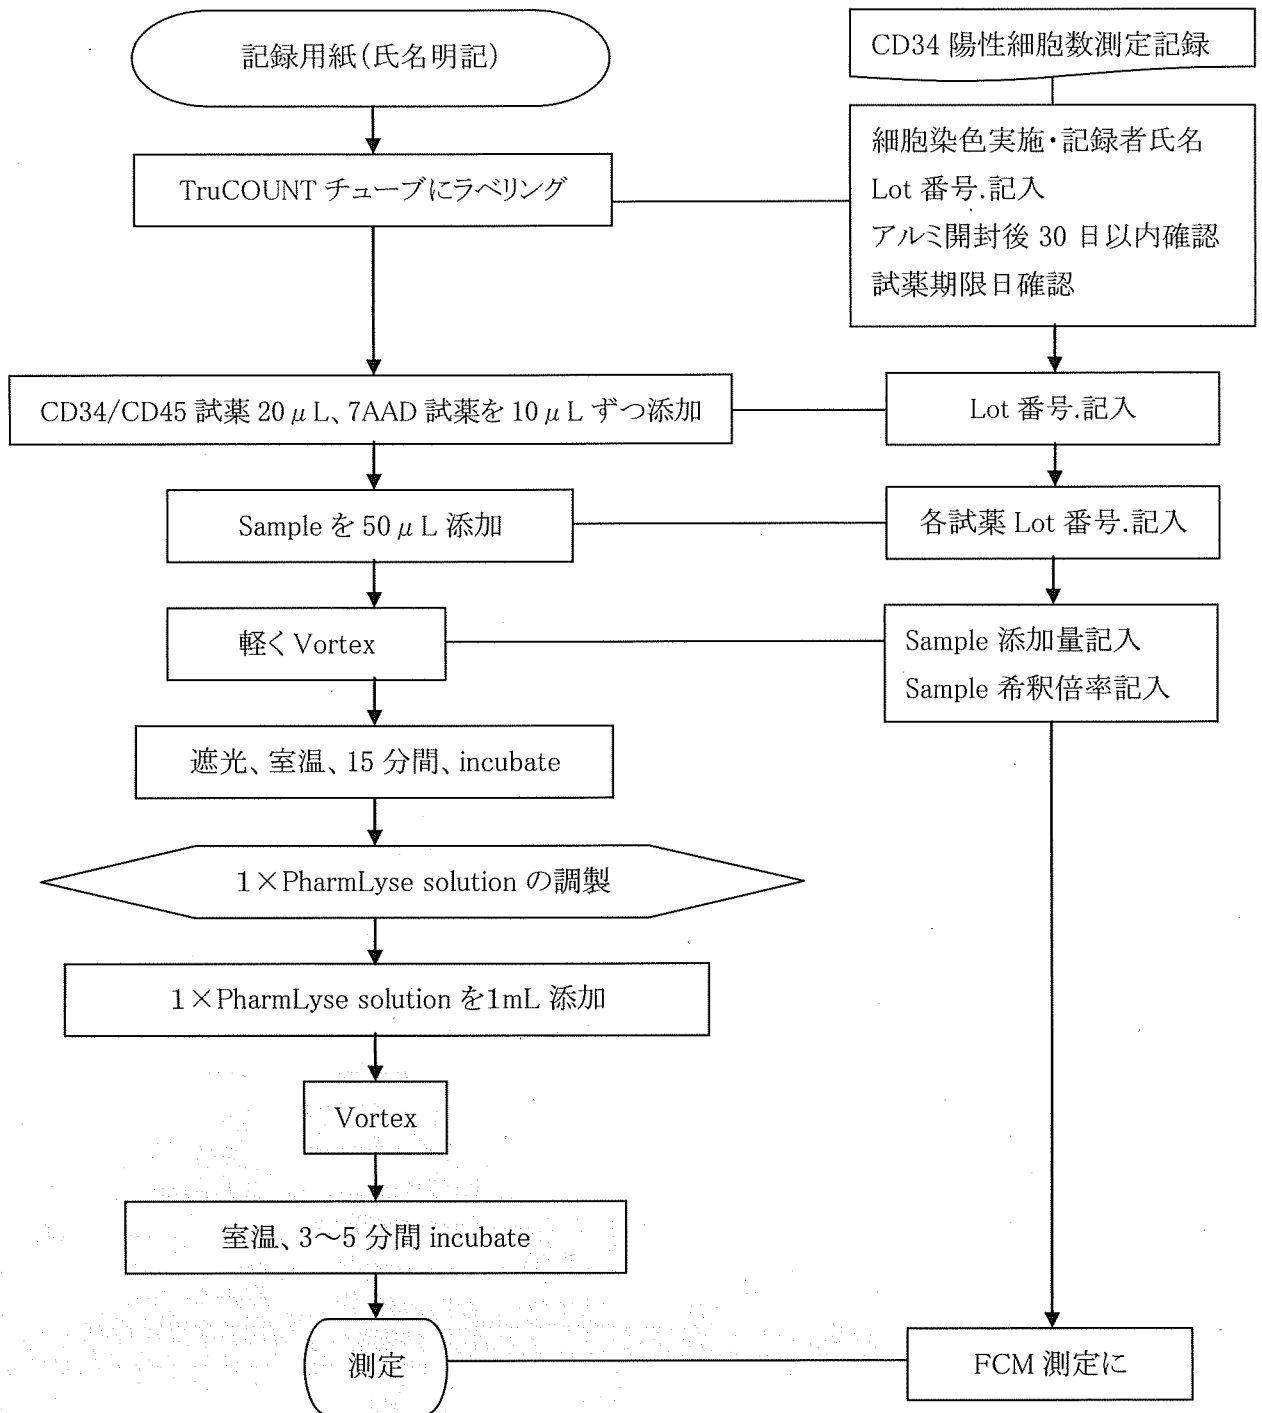 記録用紙(氏名明記)
CD34 陽性細胞数測定記録
細胞染色実施・記録者氏名
Lot 番号.記入
アルミ開封後 30 日以内確認
試薬期限日確認
TruCOUNT チューブにラベリング
CD34/CD45 試薬 20μL、7AAD 試薬を 10μL ずつ添加
Lot 番号.記入
Sample を 50μL 添加
各試薬 Lot 番号.記入
軽く Vortex
Sample 添加量記入
Sample 希釈倍率記入
遮光、室温、15 分間、incubate
1×PharmLyse solution の調製
1×PharmLyse solution を1mL 添加
Vortex
室温、3～5 分間 incubate
測定
FCM 測定に